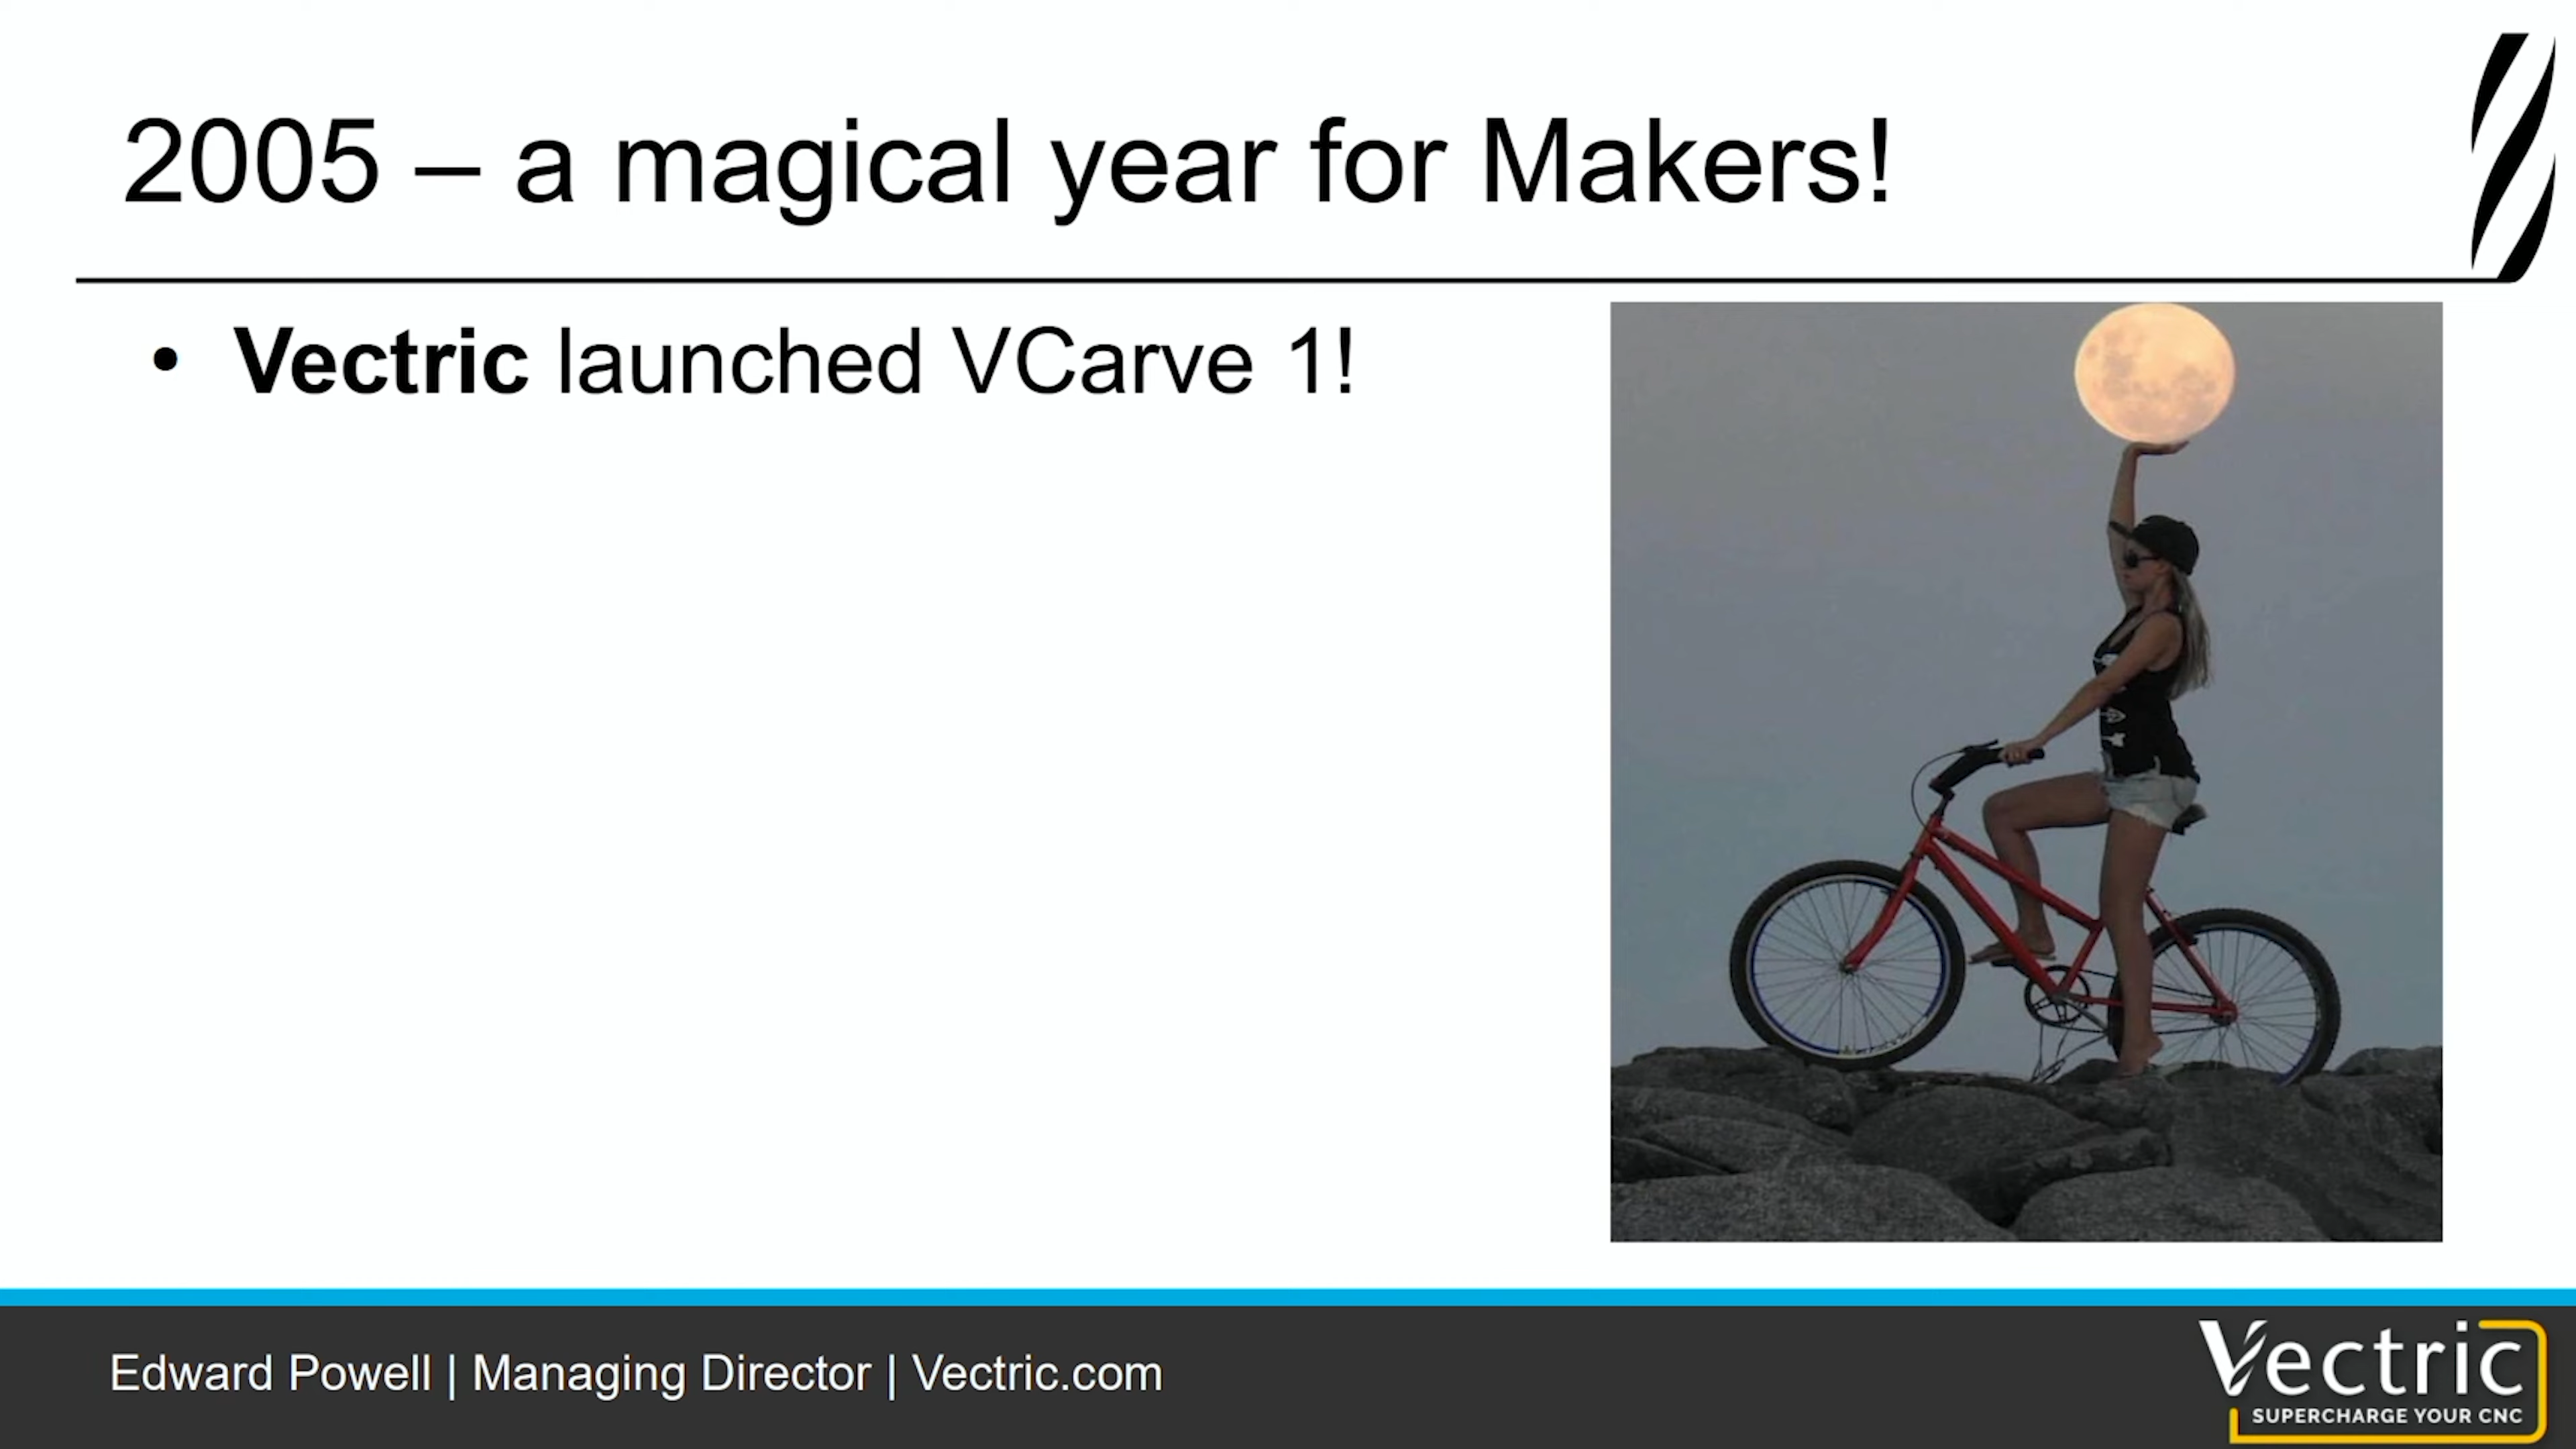 2005 – a magical year for Makers!
• Vectric launched VCarve 1!
Edward Powell | Managing Director | Vectric.com
Vectric
SUPERCHARGE YOUR CNC